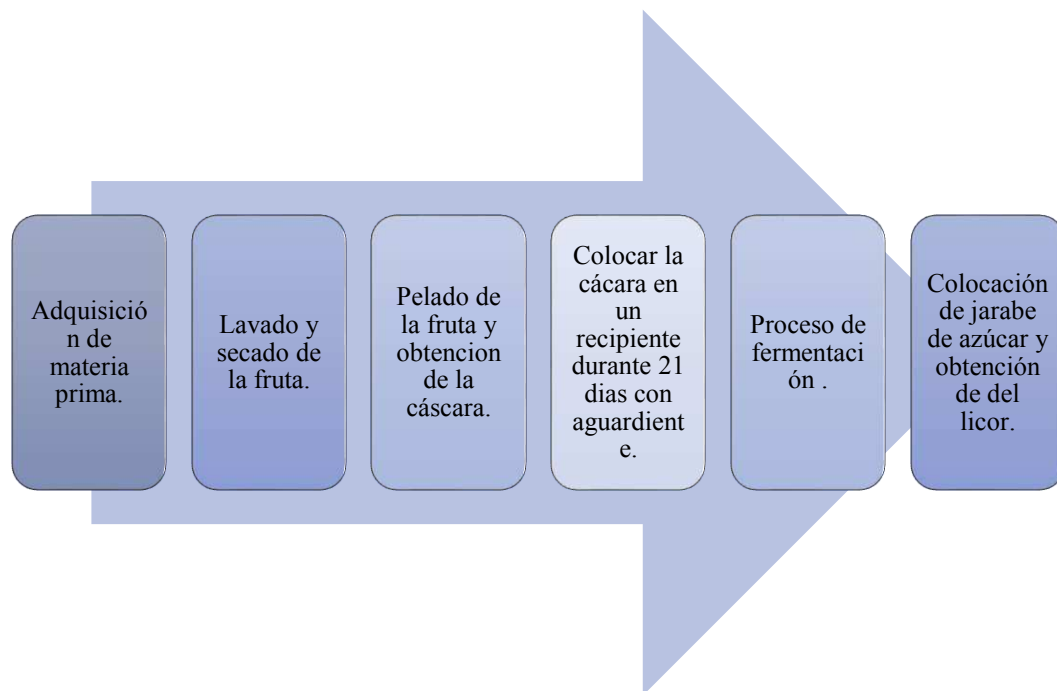 Adquisició
n de
materia
prima.
Lavado y
secado de
la fruta.
Pelado de
la fruta y
obtencion
de la
cáscara.
Colocar la
cácara en
un
recipiente
durante 21
dias con
aguardient
e.
Proceso de
fermentaci
ón .
Colocación
de jarabe
de azúcar y
obtención
de del
licor.